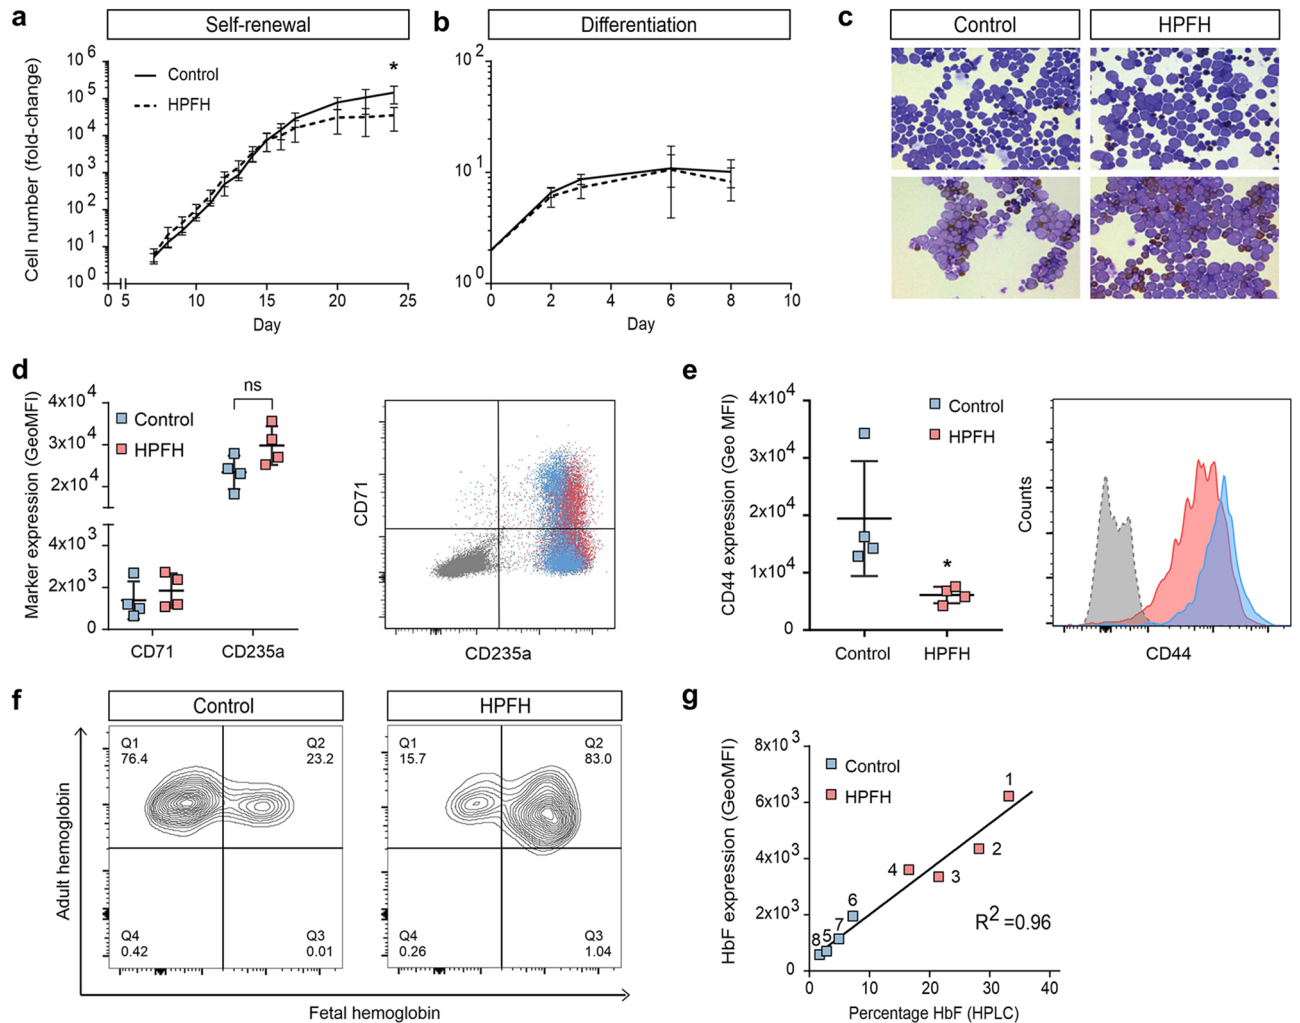 a
Self-renewal
Cell number (fold-change)
10^6
10^5
10^4
10^3
10^2
10^1
10^0
Control
HPFH
*
0 5 10 15 20 25
Day
b
Differentiation
10^2
10^1
10^0
0 2 4 6 8 10
Day
c
Control
HPFH
d
Marker expression (GeoMFI)
4x10^4
3x10^4
2x10^4
4x10^3
2x10^3
0
Control
HPFH
ns
CD71 CD235a
CD71
CD235a
e
CD44 expression (Geo MFI)
4x10^4
3x10^4
2x10^4
1x10^4
0
Control
HPFH
*
Control HPFH
Counts
CD44
f
Adult hemoglobin
Control
Q1
76.4
Q2
23.2
Q4
0.42
Q3
0.01
HPFH
Q1
15.7
Q2
83.0
Q4
0.26
Q3
1.04
Fetal hemoglobin
g
HbF expression (GeoMFI)
8x10^3
6x10^3
4x10^3
2x10^3
0
Control
HPFH
1
2
3
4
6
7
5
8
R^2=0.96
0 10 20 30 40
Percentage HbF (HPLC)